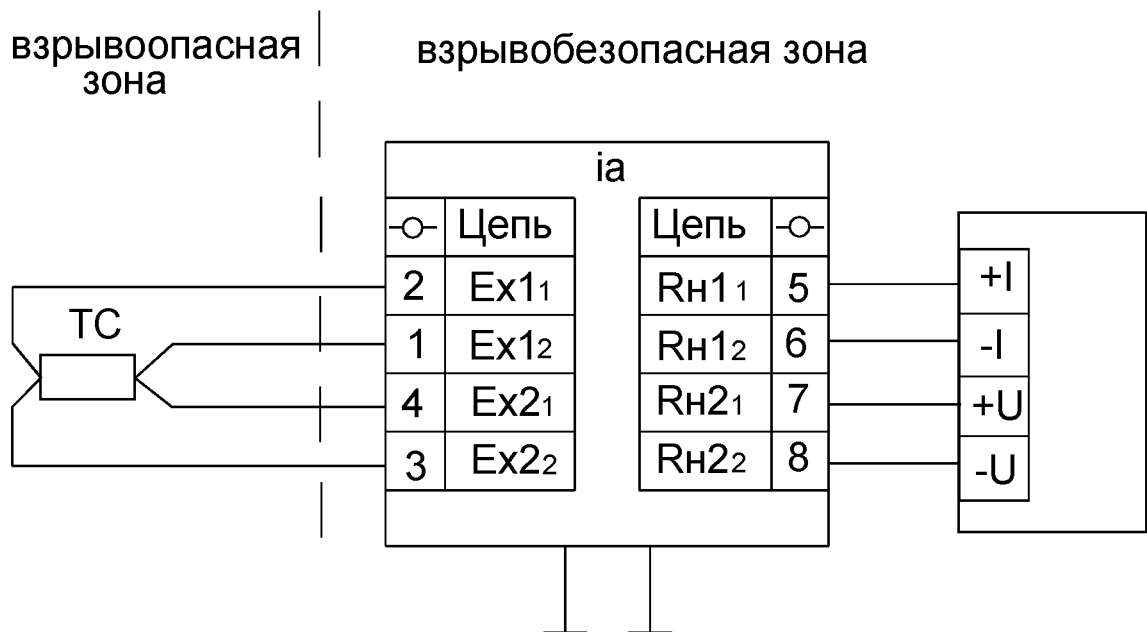 взрывоопасная
зона
взрывобезопасная зона
ia
Цепь
Цепь
2 Ex1₁
Rн1₁ 5
+I
ТС
1 Ex1₂
Rн1₂ 6
-I
4 Ex2₁
Rн2₁ 7
+U
3 Ex2₂
Rн2₂ 8
-U